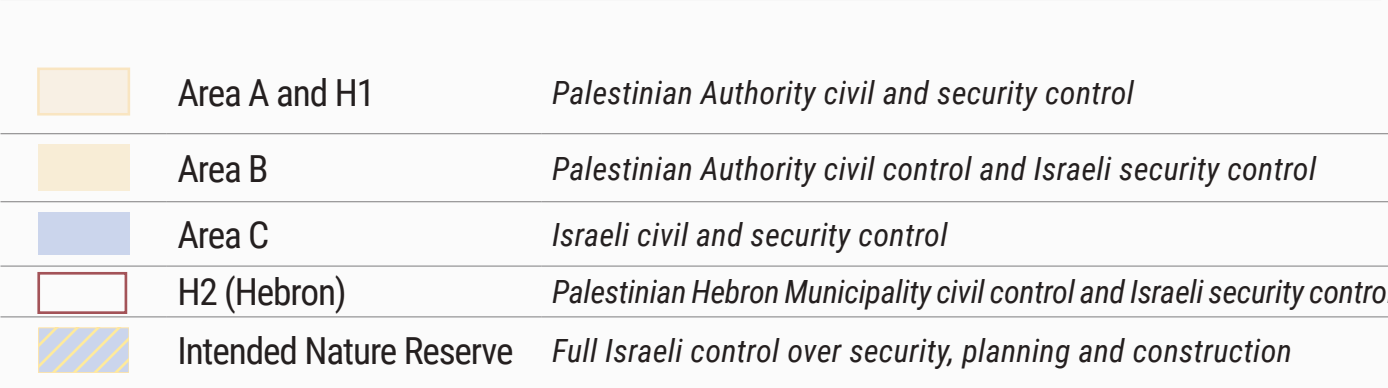 Area A and H1 Palestinian Authority civil and security control
Area B Palestinian Authority civil control and Israeli security control
Area C Israeli civil and security control
H2 (Hebron) Palestinian Hebron Municipality civil control and Israeli security contro
Intended Nature Reserve Full Israeli control over security, planning and construction